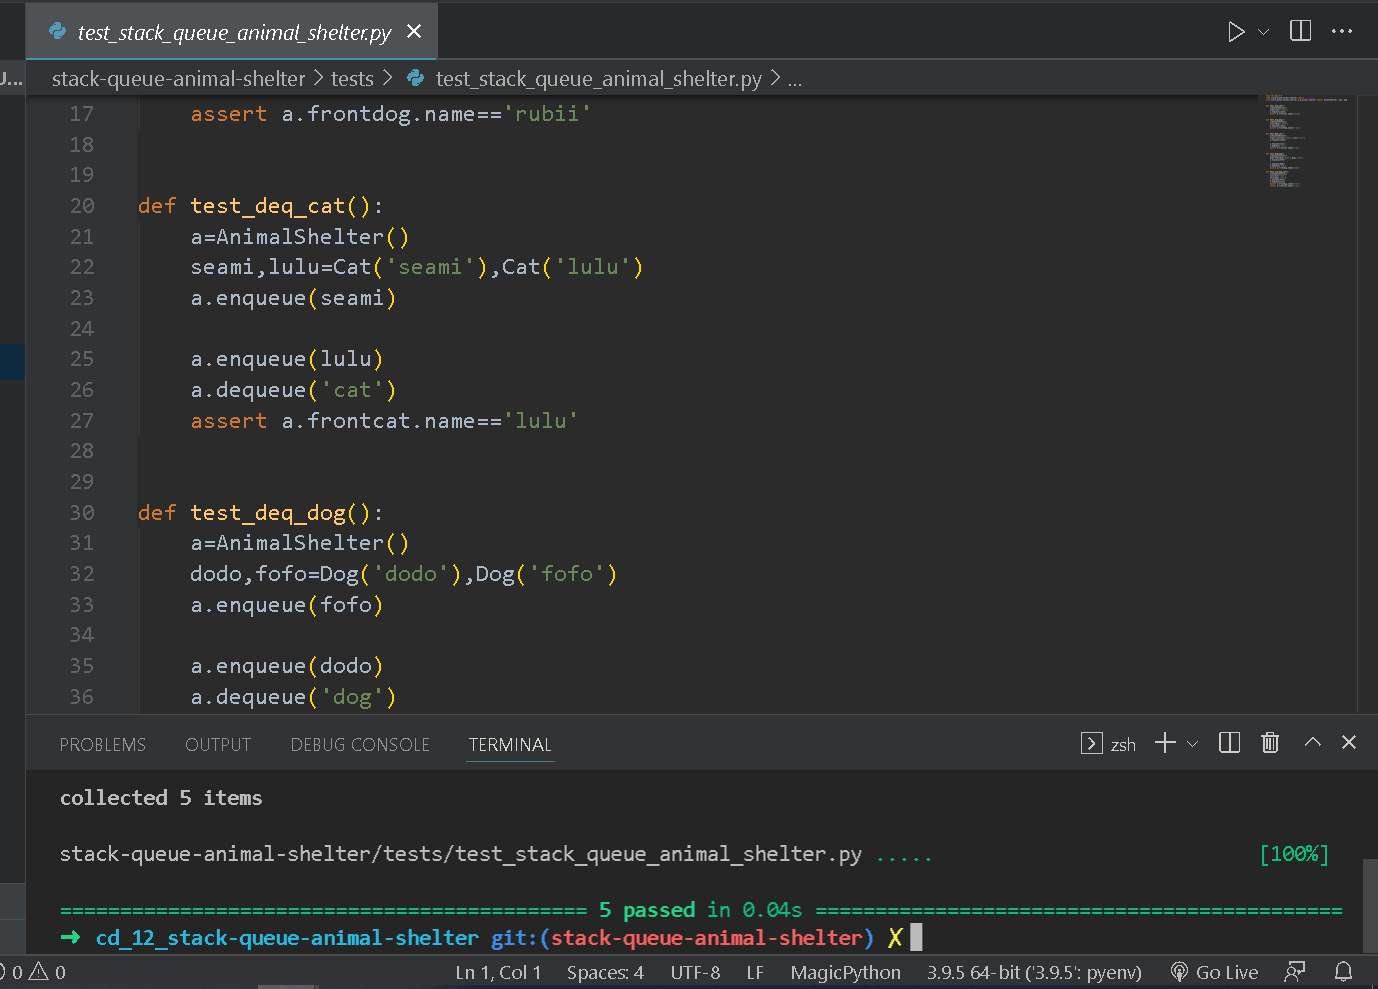 test_stack_queue_animal_shelter.py
U...
stack-queue-animal-shelter > tests > test_stack_queue_animal_shelter.py > ...
17 assert a.frontdog.name=='rubii'
18
19
20 def test_deq_cat():
21 a=AnimalShelter()
22 seami,lulu=Cat('seami'),Cat('lulu')
23 a.enqueue(seami)
24
25 a.enqueue(lulu)
26 a.dequeue('cat')
27 assert a.frontcat.name=='lulu'
28
29
30 def test_deq_dog():
31 a=AnimalShelter()
32 dodo,fofo=Dog('dodo'),Dog('fofo')
33 a.enqueue(fofo)
34
35 a.enqueue(dodo)
36 a.dequeue('dog')
PROBLEMS OUTPUT DEBUG CONSOLE TERMINAL zsh
collected 5 items
stack-queue-animal-shelter/tests/test_stack_queue_animal_shelter.py ..... [100%]
============================================ 5 passed in 0.04s ============================================
→ cd_12_stack-queue-animal-shelter git:(stack-queue-animal-shelter) ✗
0 0 Ln 1, Col 1 Spaces: 4 UTF-8 LF MagicPython 3.9.5 64-bit ('3.9.5': pyenv) Go Live